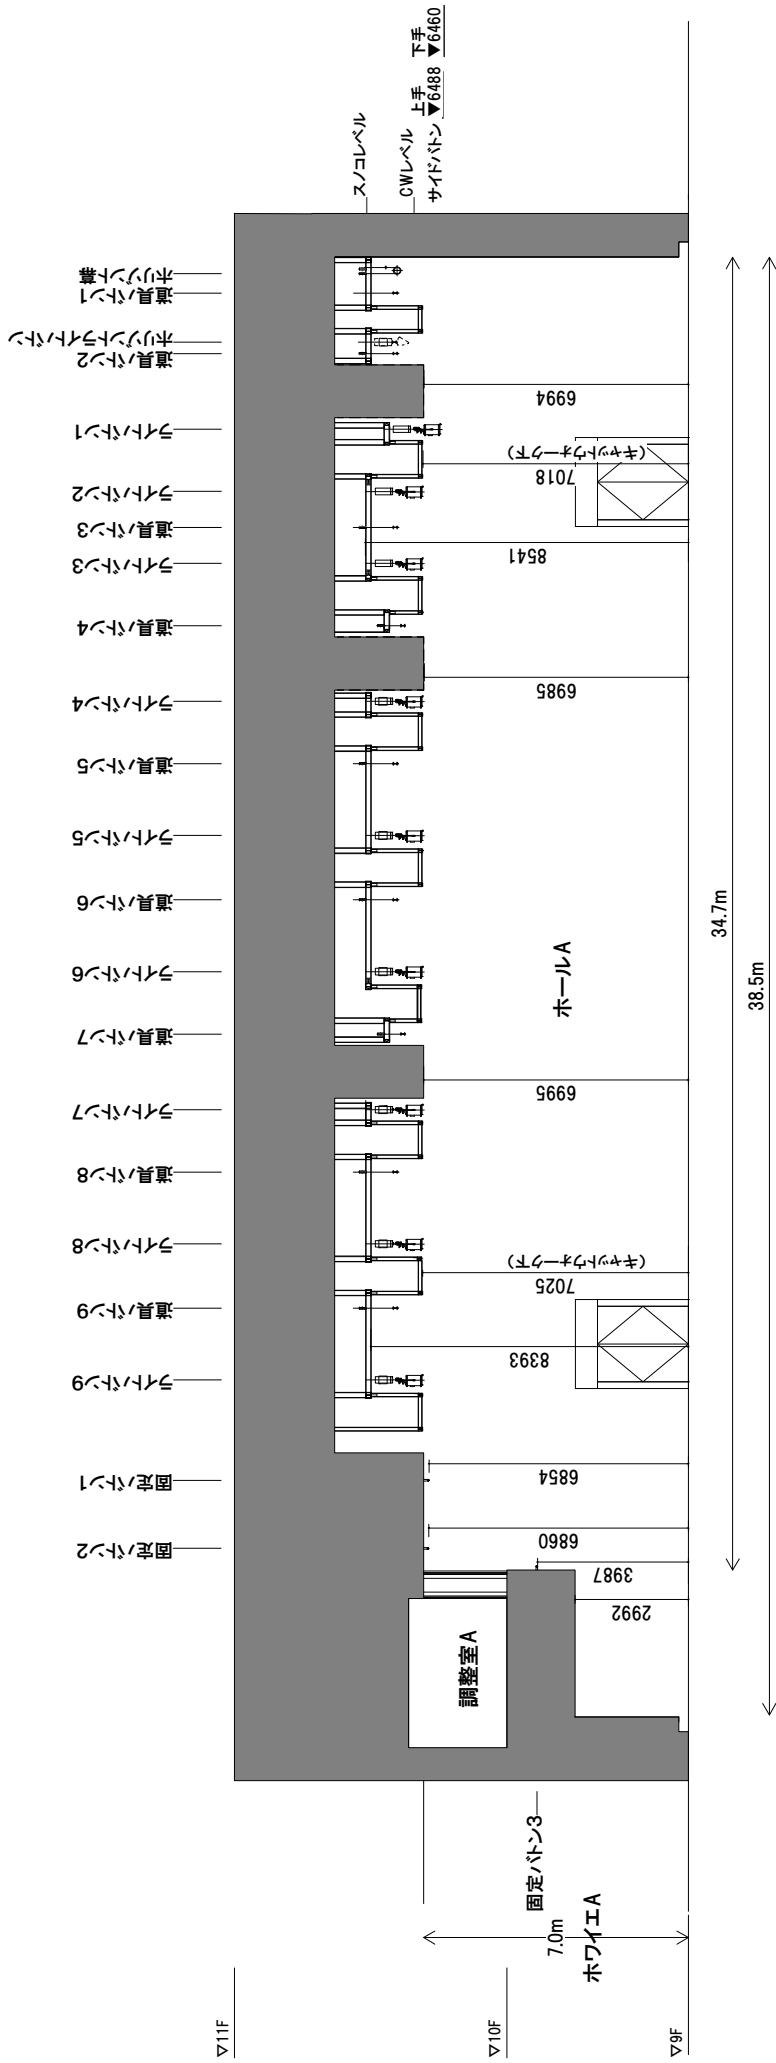 ホリゾント幕
道具バトン1
ホリゾントライトバトン
道具バトン2
ライトバトン1
ライトバトン2
道具バトン3
ライトバトン3
道具バトン4
ライトバトン4
道具バトン5
ライトバトン5
道具バトン6
ライトバトン6
道具バトン7
ライトバトン7
道具バトン8
ライトバトン8
道具バトン9
ライトバトン9
固定バトン1
固定バトン2
スノコレベル
CWレベル
サイドバトン
上手
▼6488
下手
▼6460
6994
7018
(キャットウォーク下)
8541
6985
ホールA
6995
7025
(キャットウォーク下)
8393
6854
6860
3987
2992
調整室A
固定バトン3
7.0m
ホワイエA
34.7m
38.5m
▽11F
▽10F
▽9F